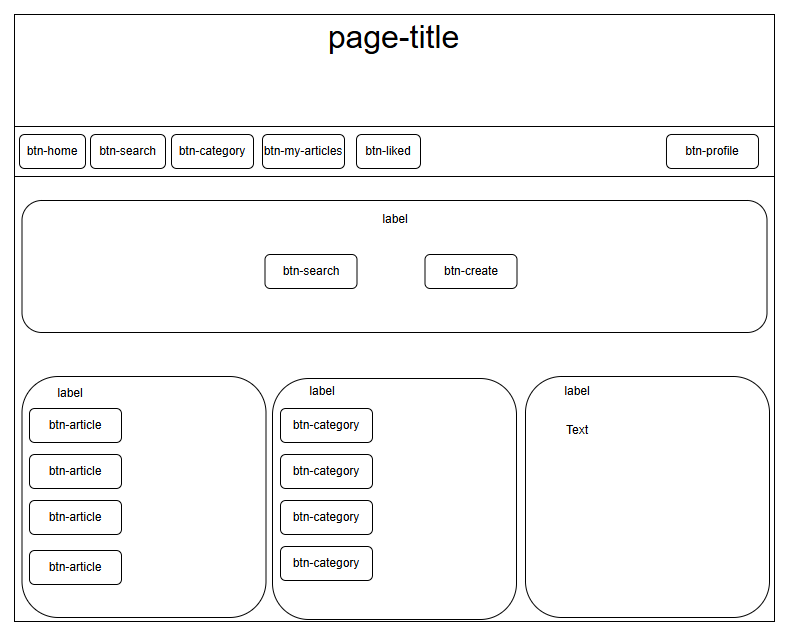 page-title
btn-home
btn-search
btn-category
btn-my-articles
btn-liked
btn-profile
label
btn-search
btn-create
label
btn-article
btn-article
btn-article
btn-article
label
btn-category
btn-category
btn-category
btn-category
label
Text